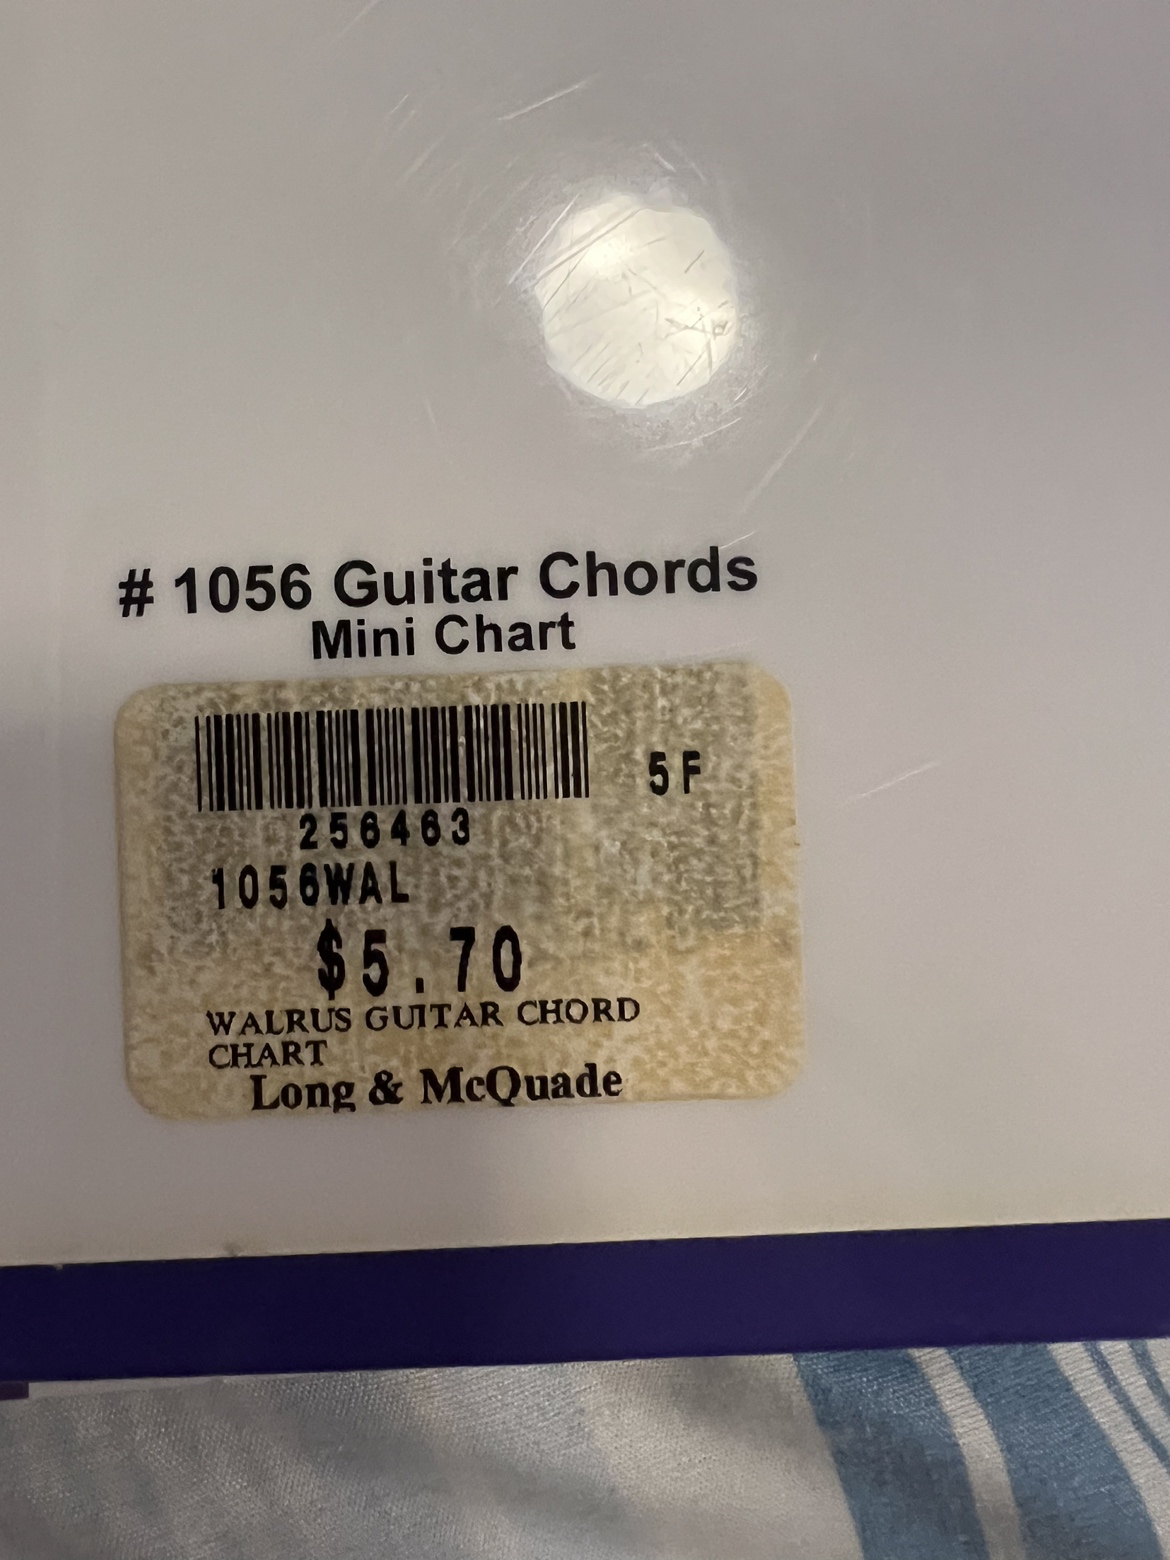 # 1056 Guitar Chords
Mini Chart
5F
256463
1056WAL
$5.70
WALRUS GUITAR CHORD
CHART
Long & McQuade